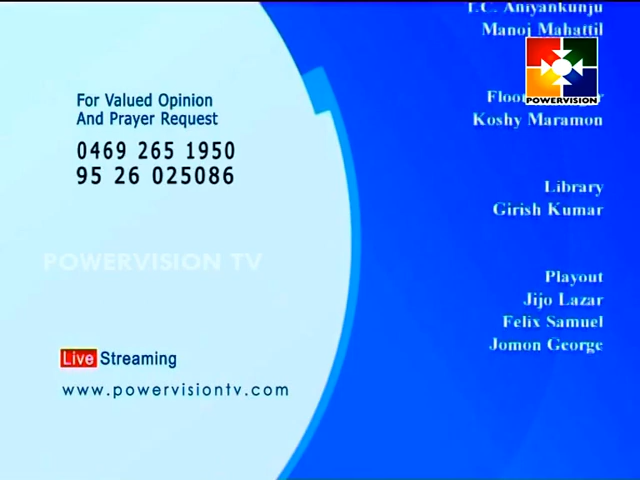 For Valued Opinion
And Prayer Request
0469 265 1950
95 26 025086
POWERVISION TV
Live Streaming
www.powervisiontv.com
T.C. Aniyankunju
Manoj Mahattil
POWERVISION
Koshy Maramon
Library
Girish Kumar
Playout
Jijo Lazar
Felix Samuel
Jomon George